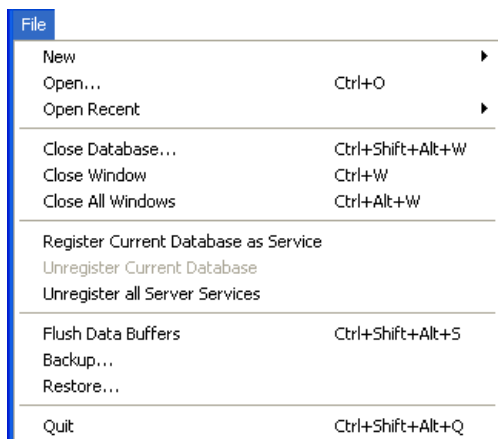 File
New
Open... Ctrl+O
Open Recent
Close Database... Ctrl+Shift+Alt+W
Close Window Ctrl+W
Close All Windows Ctrl+Alt+W
Register Current Database as Service
Unregister Current Database
Unregister all Server Services
Flush Data Buffers Ctrl+Shift+Alt+S
Backup...
Restore...
Quit Ctrl+Shift+Alt+Q